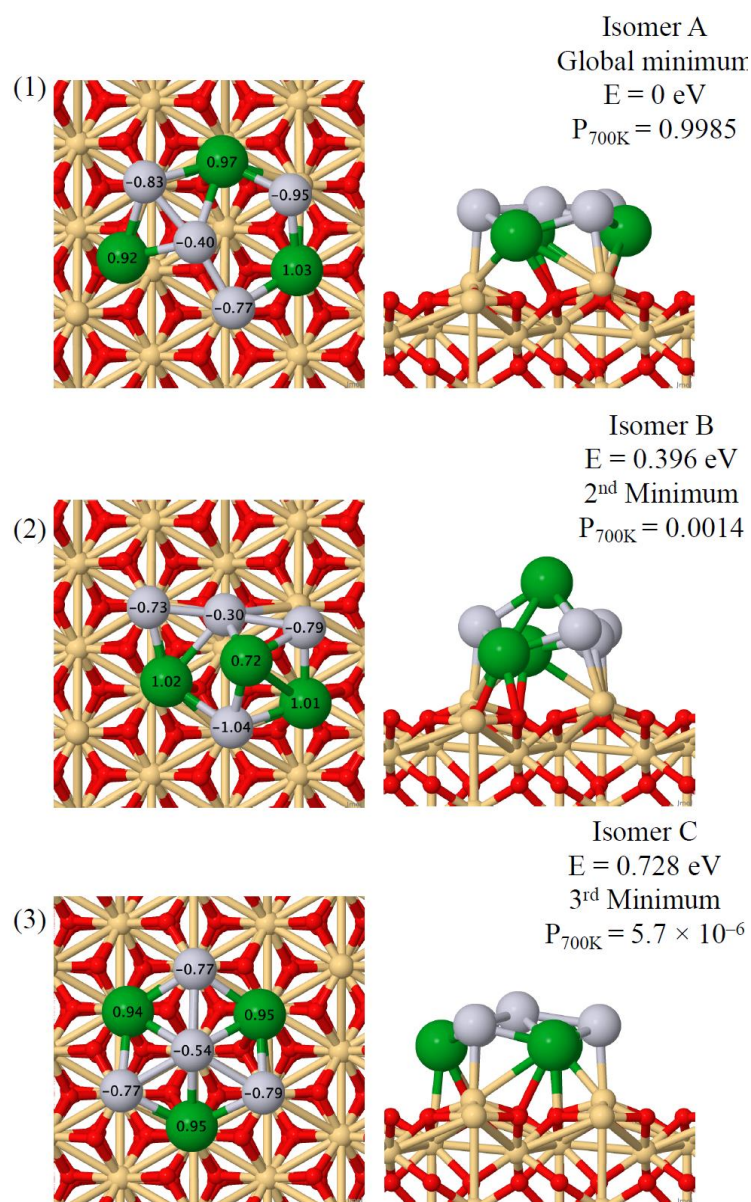 Isomer A
Global minimum
(1)
E = 0 eV
P700K = 0.9985
0.97
−0.83
−0.95
−0.40
0.92
1.03
−0.77
Jmol
Isomer B
E = 0.396 eV
2nd Minimum
(2)
P700K = 0.0014
−0.73
−0.30
−0.79
0.72
1.02
1.01
−1.04
Jmol
Isomer C
E = 0.728 eV
3rd Minimum
(3)
P700K = 5.7 × 10–6
−0.77
0.94
0.95
−0.54
−0.77
−0.79
0.95
Jmol